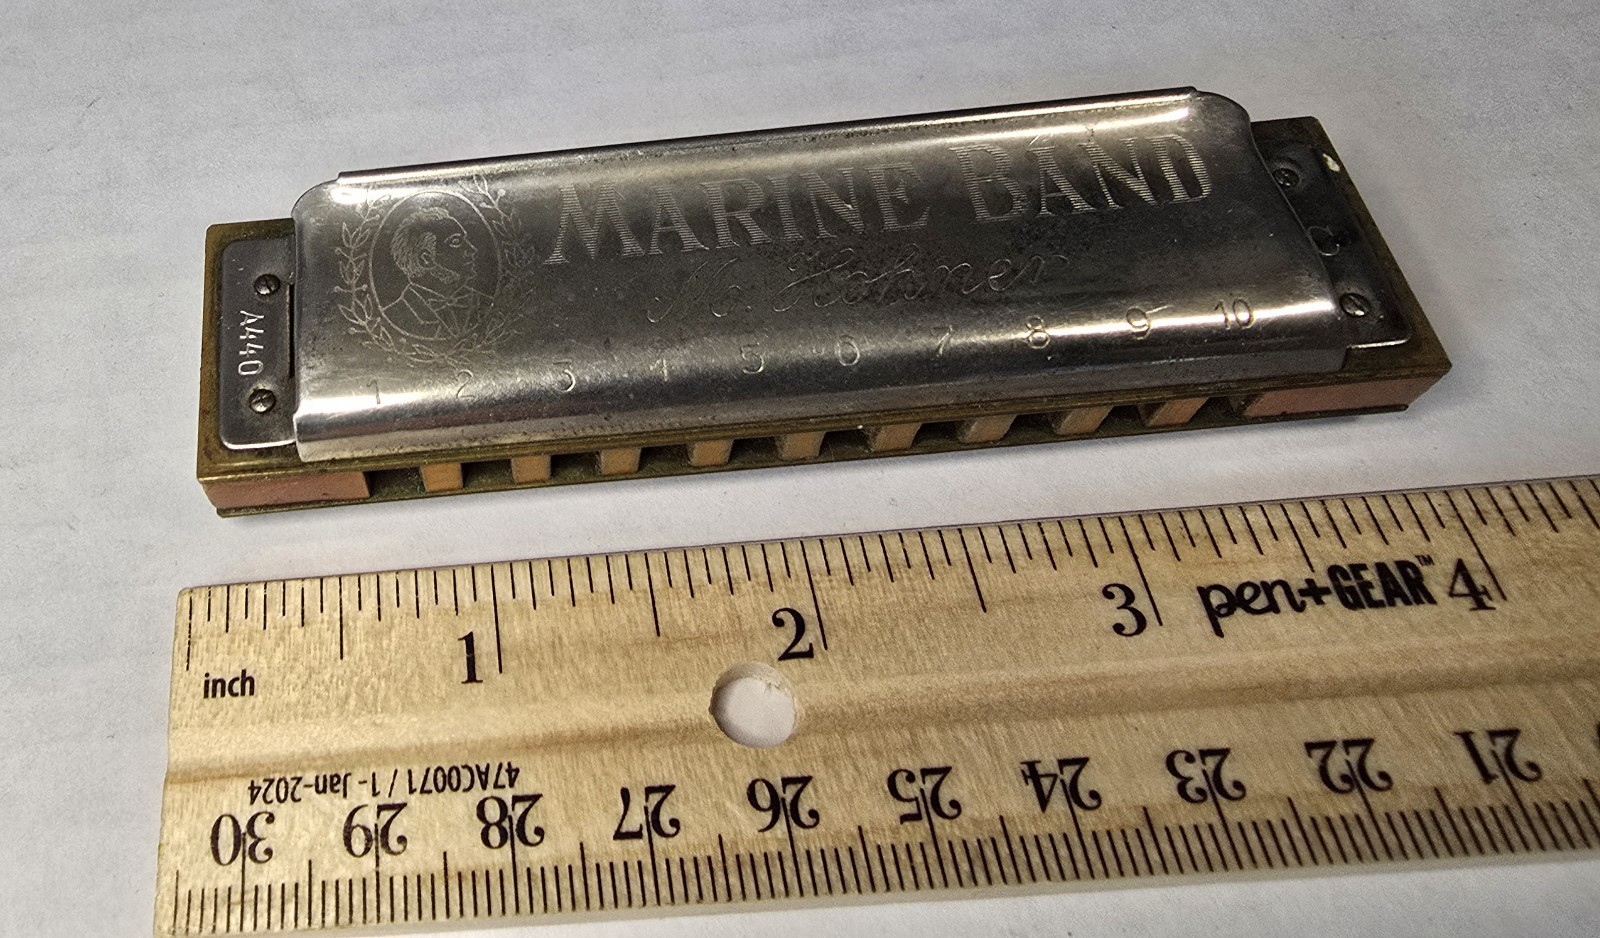 MARINE BAND
M. Hohner
1 2 3 4 5 6 7 8 9 10
A440
C
1 2 3 pen+GEAR™ 4
inch
47AC0071 / 1- Jan-2024
30 29 28 27 26 25 24 23 22 21